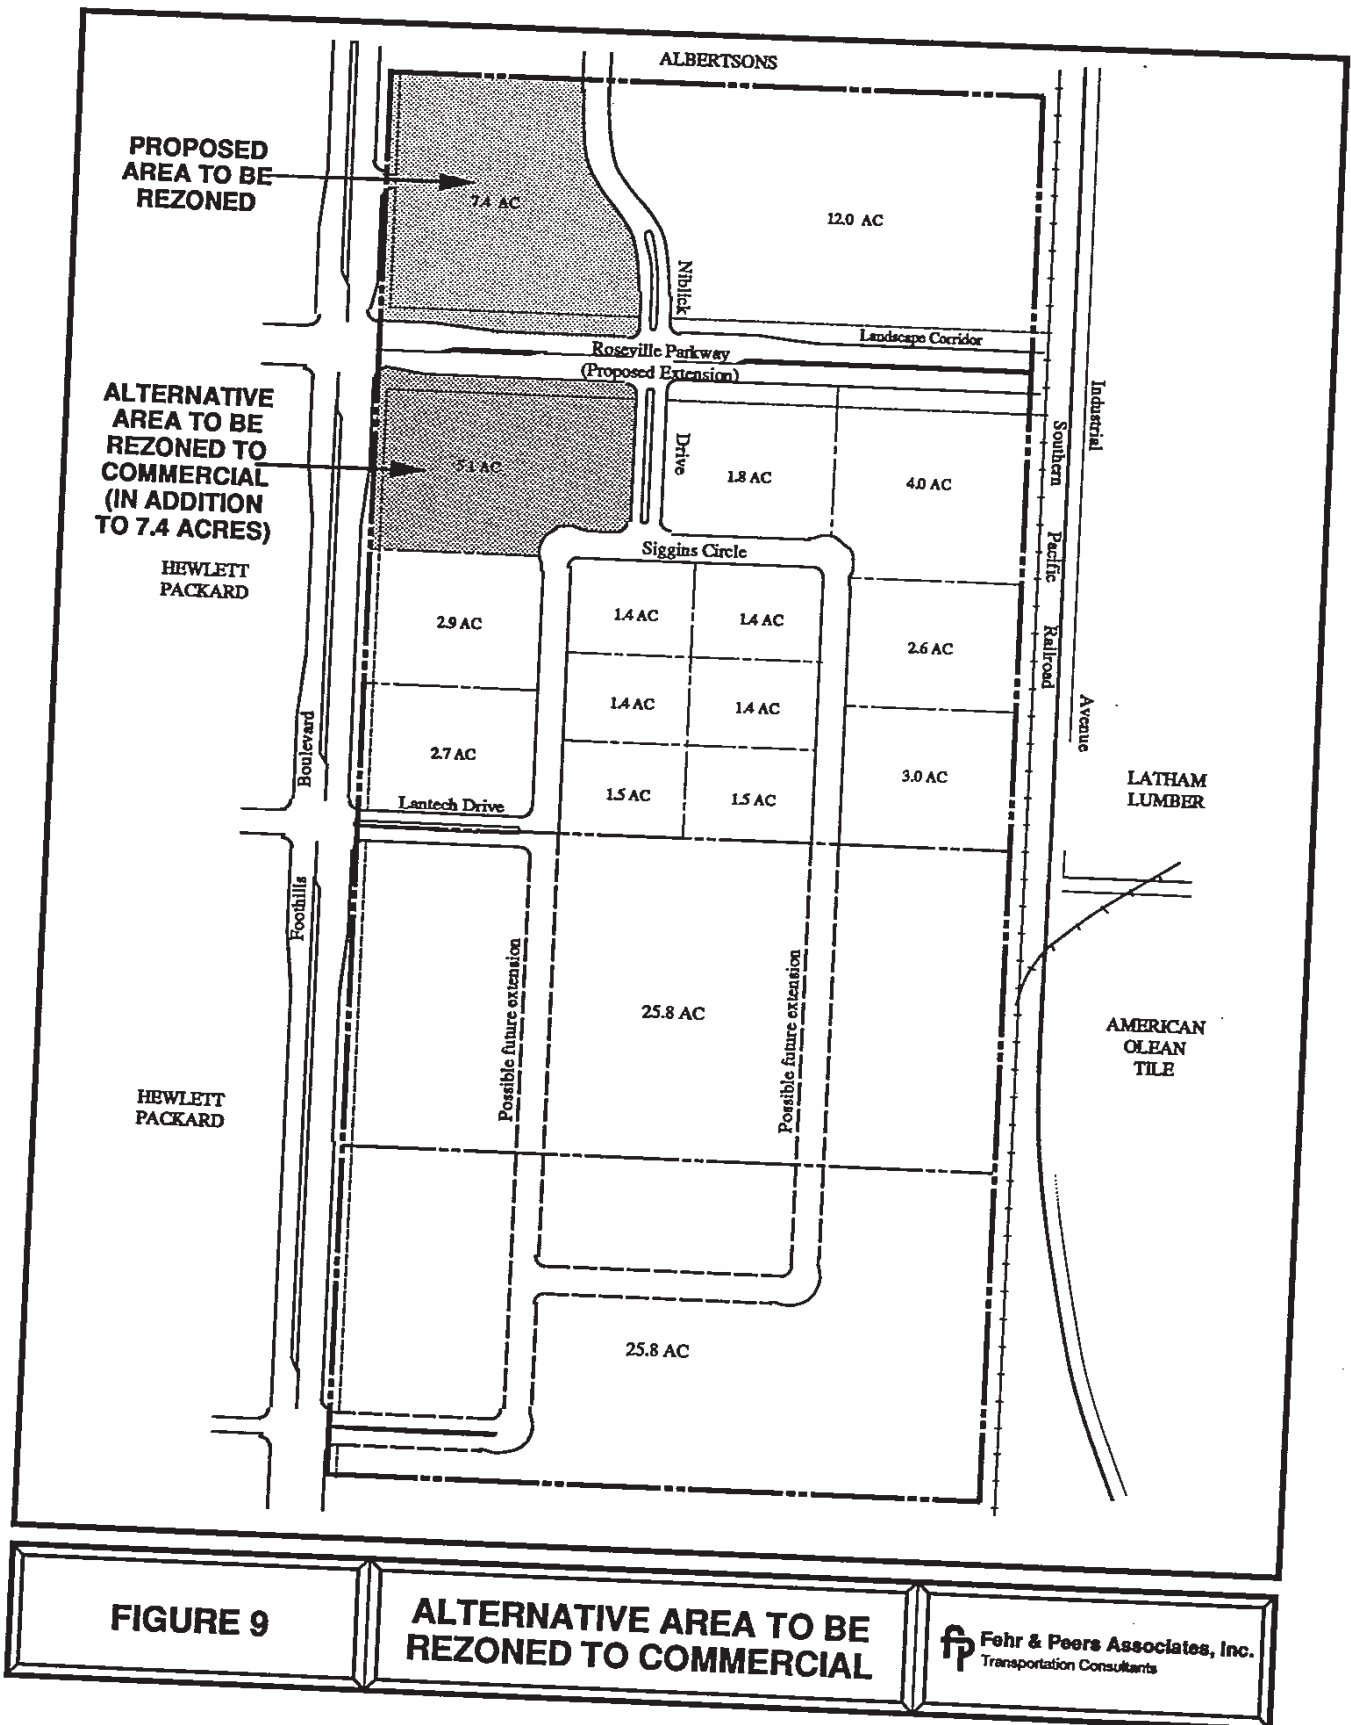 ALBERTSONS
PROPOSED
AREA TO BE
REZONED
7.4 AC
12.0 AC
Niblick
Landscape Corridor
Roseville Parkway
(Proposed Extension)
ALTERNATIVE
AREA TO BE
REZONED TO
COMMERCIAL
(IN ADDITION
TO 7.4 ACRES)
5.1 AC
Drive
1.8 AC
4.0 AC
Industrial
Southern
Pacific
Railroad
Avenue
Siggins Circle
HEWLETT
PACKARD
2.9 AC
1.4 AC
1.4 AC
2.6 AC
1.4 AC
1.4 AC
2.7 AC
1.5 AC
1.5 AC
3.0 AC
Boulevard
Lantech Drive
LATHAM
LUMBER
Foothills
Possible future extension
25.8 AC
Possible future extension
AMERICAN
OLEAN
TILE
HEWLETT
PACKARD
25.8 AC
FIGURE 9
ALTERNATIVE AREA TO BE
REZONED TO COMMERCIAL
fp
Fehr & Peers Associates, Inc.
Transportation Consultants